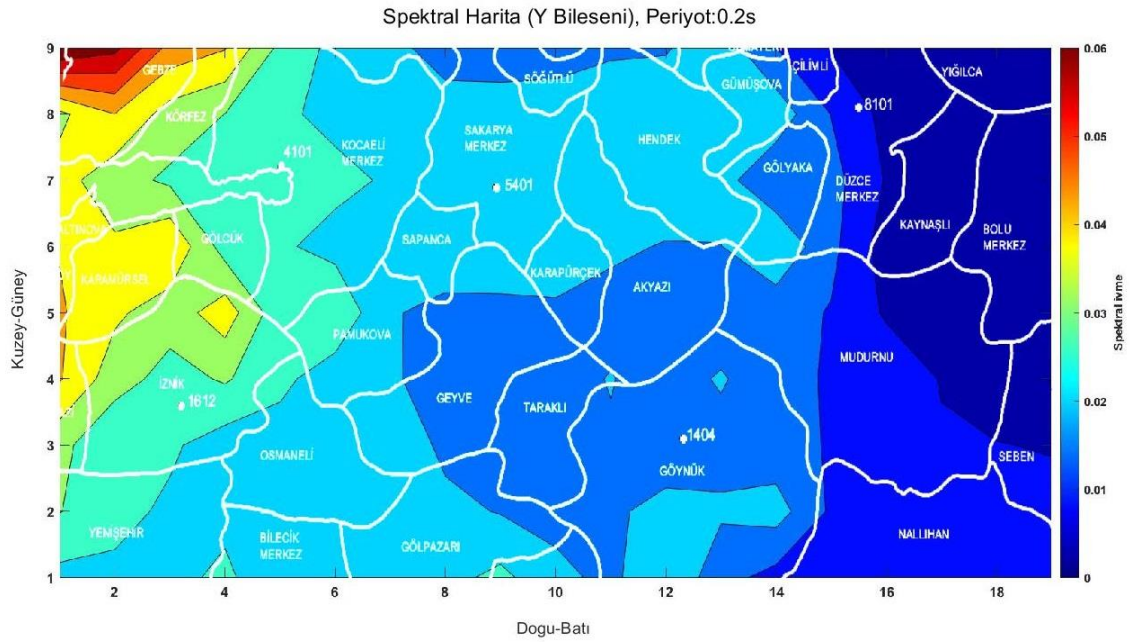 Spektral Harita (Y Bileseni), Periyot:0.2s
Kuzey-Güney
9
8
7
6
5
4
3
2
1
GEBZE
KÖRFEZ
4101
KOCAELİ
MERKEZ
SÖĞÜTLÜ
SAKARYA
MERKEZ
5401
HENDEK
GÜMÜŞOVA
ÇİLİMLİ
8101
YIĞILCA
GÖLYAKA
DÜZCE
MERKEZ
KAYNAŞLI
BOLU
MERKEZ
ALTINOVA
GÖLCÜK
SAPANCA
KARAPÜRÇEK
KARAMÜRSEL
AKYAZI
PAMUKOVA
MUDURNU
İZNİK
1612
GEYVE
TARAKLI
1404
GÖYNÜK
OSMANELİ
SEBEN
YENİŞEHİR
BİLECİK
MERKEZ
GÖLPAZARI
NALLIHAN
2 4 6 8 10 12 14 16 18
Dogu-Batı
0.06
0.05
0.04
0.03
0.02
0.01
0
Spektral ivme